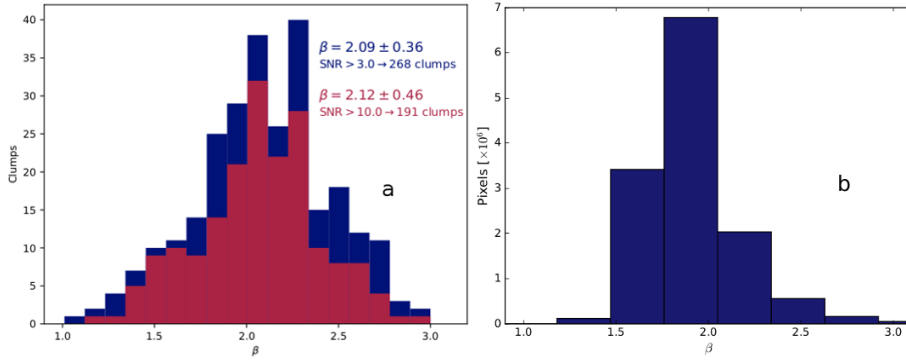 40
35
30
25
20
15
10
5
0
Clumps
β = 2.09 ± 0.36
SNR > 3.0 → 268 clumps
β = 2.12 ± 0.46
SNR > 10.0 → 191 clumps
a
1.0 1.5 2.0 2.5 3.0
β
7
6
5
4
3
2
1
0
Pixels [×10⁶]
b
1.0 1.5 2.0 2.5 3.0
β